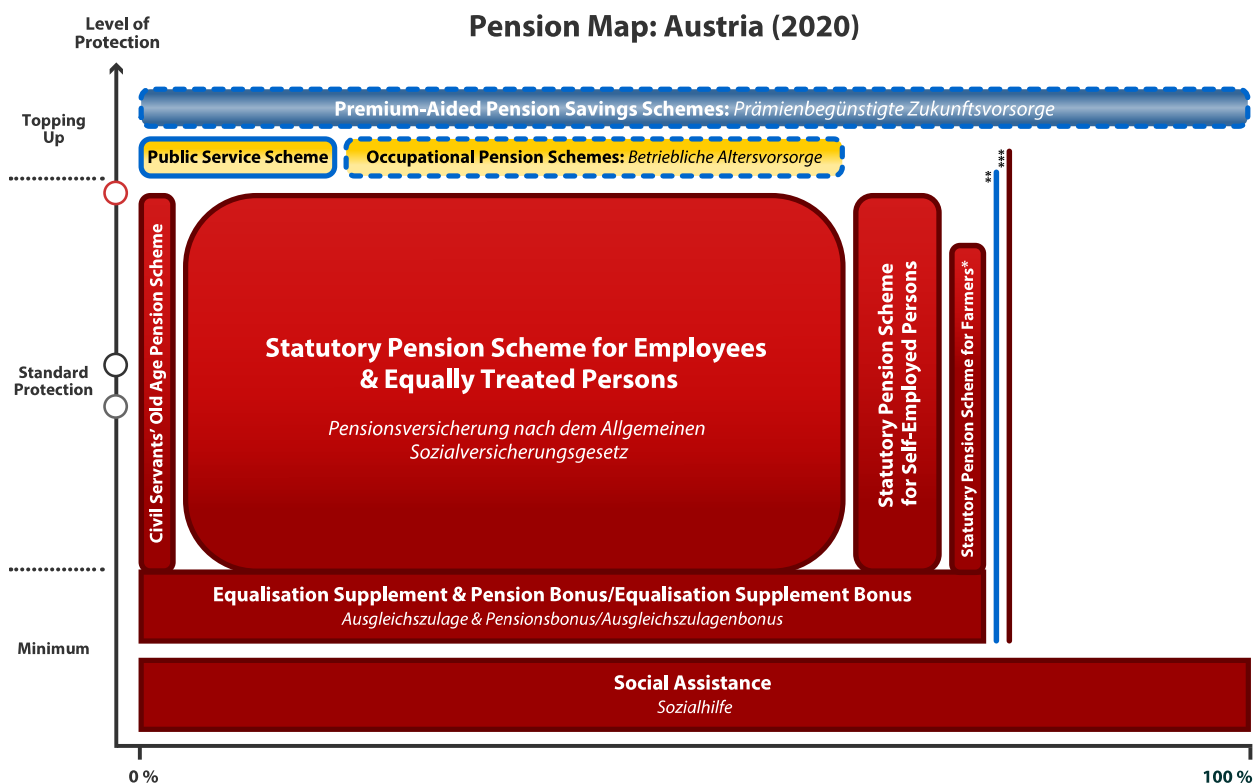 Pension Map: Austria (2020)
Level of
Protection
Topping
Up
Premium-Aided Pension Savings Schemes: Prämienbegünstigte Zukunftsvorsorge
Public Service Scheme
Occupational Pension Schemes: Betriebliche Altersvorsorge
**
***
Standard
Protection
Civil Servants' Old Age Pension Scheme
Statutory Pension Scheme for Employees
& Equally Treated Persons
Pensionsversicherung nach dem Allgemeinen
Sozialversicherungsgesetz
Statutory Pension Scheme
for Self-Employed Persons
Statutory Pension Scheme for Farmers*
Minimum
Equalisation Supplement & Pension Bonus/Equalisation Supplement Bonus
Ausgleichszulage & Pensionsbonus/Ausgleichszulagenbonus
Social Assistance
Sozialhilfe
0 %
100 %